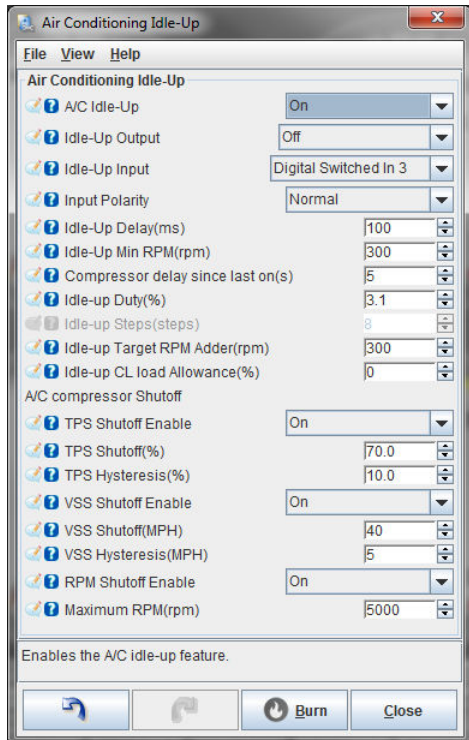 Air Conditioning Idle-Up
File View Help
Air Conditioning Idle-Up
A/C Idle-Up On
Idle-Up Output Off
Idle-Up Input Digital Switched In 3
Input Polarity Normal
Idle-Up Delay(ms) 100
Idle-Up Min RPM(rpm) 300
Compressor delay since last on(s) 5
Idle-up Duty(%) 3.1
Idle-up Steps(steps) 8
Idle-up Target RPM Adder(rpm) 300
Idle-up CL load Allowance(%) 0
A/C compressor Shutoff
TPS Shutoff Enable On
TPS Shutoff(%) 70.0
TPS Hysteresis(%) 10.0
VSS Shutoff Enable On
VSS Shutoff(MPH) 40
VSS Hysteresis(MPH) 5
RPM Shutoff Enable On
Maximum RPM(rpm) 5000
Enables the A/C idle-up feature.
Burn Close